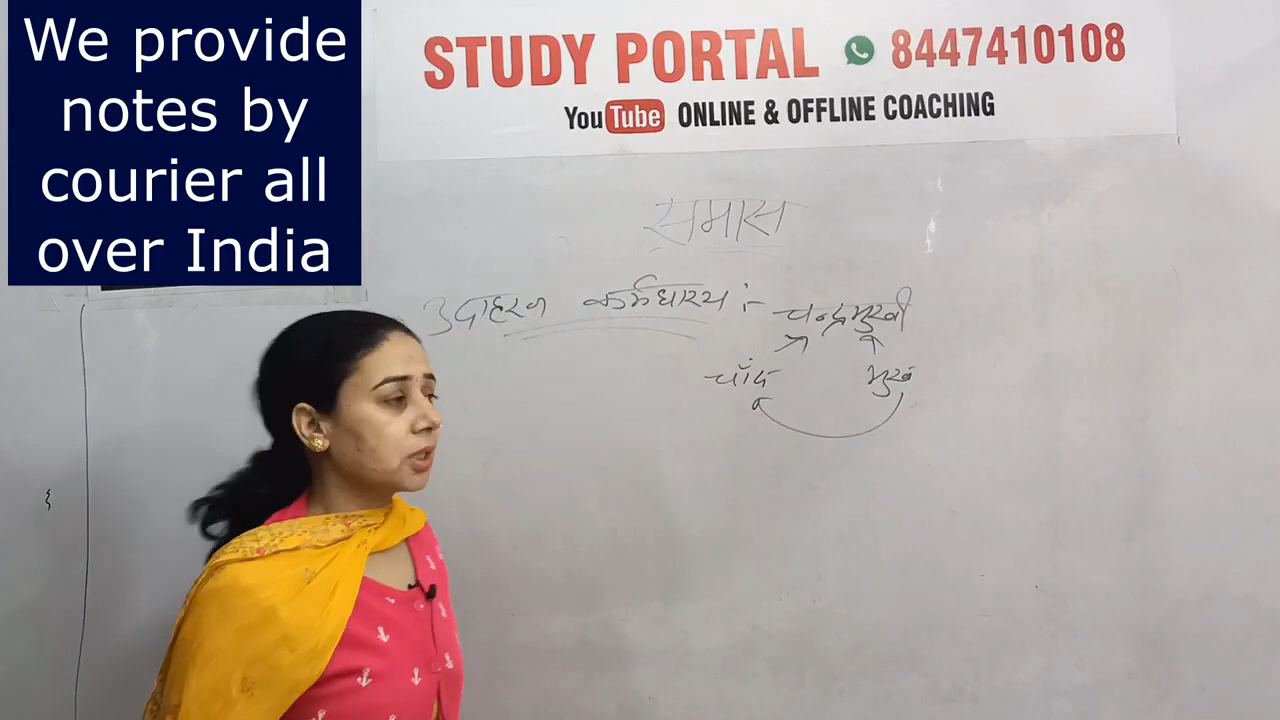 We provide
notes by
courier all
over India
STUDY PORTAL 8447410108
YouTube ONLINE & OFFLINE COACHING
समास
उदाहरण कर्मधारय :- चन्द्रमुखी
चाँद मुख